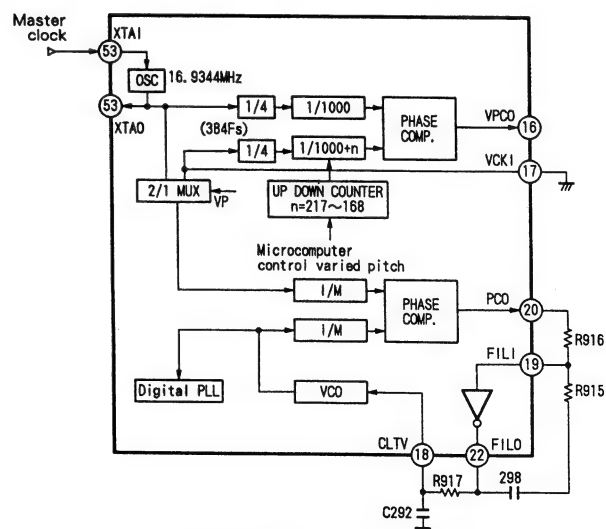 Master
clock
XTAI
53
OSC
16. 9344MHz
53
XTAO
1/4
1/1000
(384Fs)
1/4
1/1000+n
PHASE
COMP.
VPCO
16
VCKI
17
2/1 MUX
VP
UP DOWN COUNTER
n=217～168
Microcomputer
control varied pitch
I/M
I/M
PHASE
COMP.
PCO
20
R916
FILI
19
R915
Digital PLL
VCO
CLTV
18
FILO
22
R917
298
C292